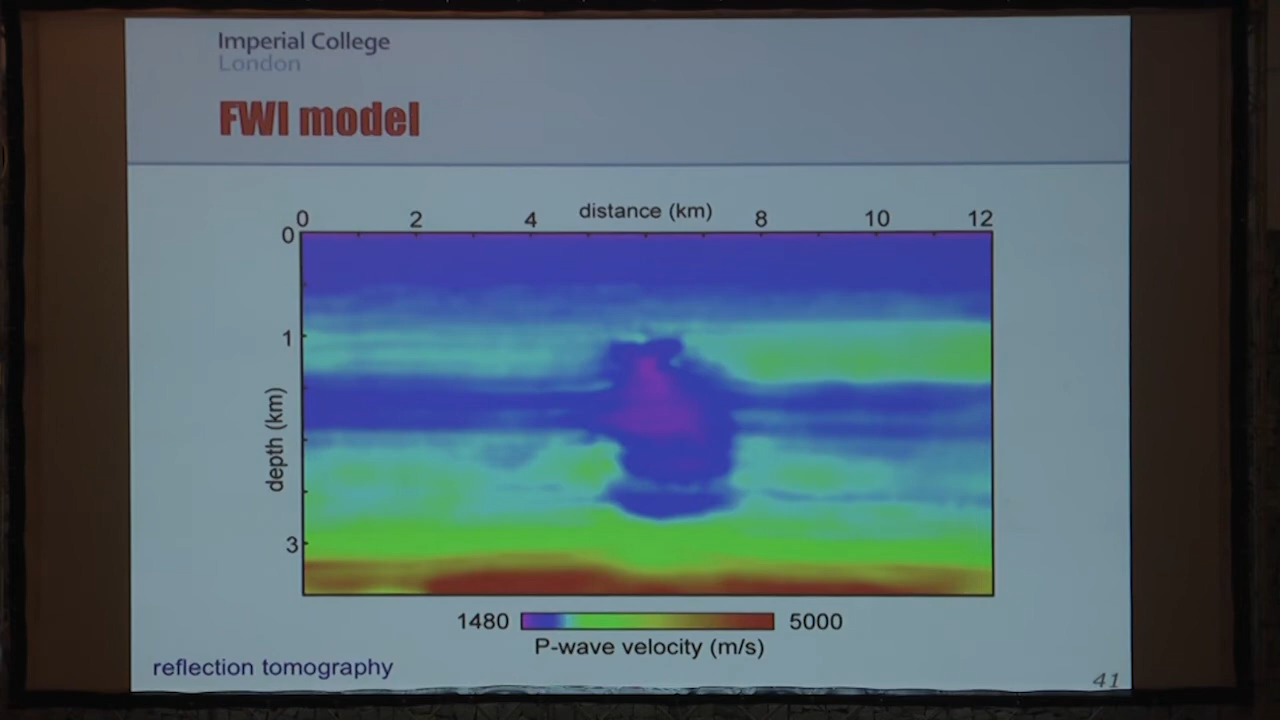 Imperial College
London
FWI model
distance (km)
0 2 4 8 10 12
0
1
depth (km)
3
1480 5000
P-wave velocity (m/s)
reflection tomography
41